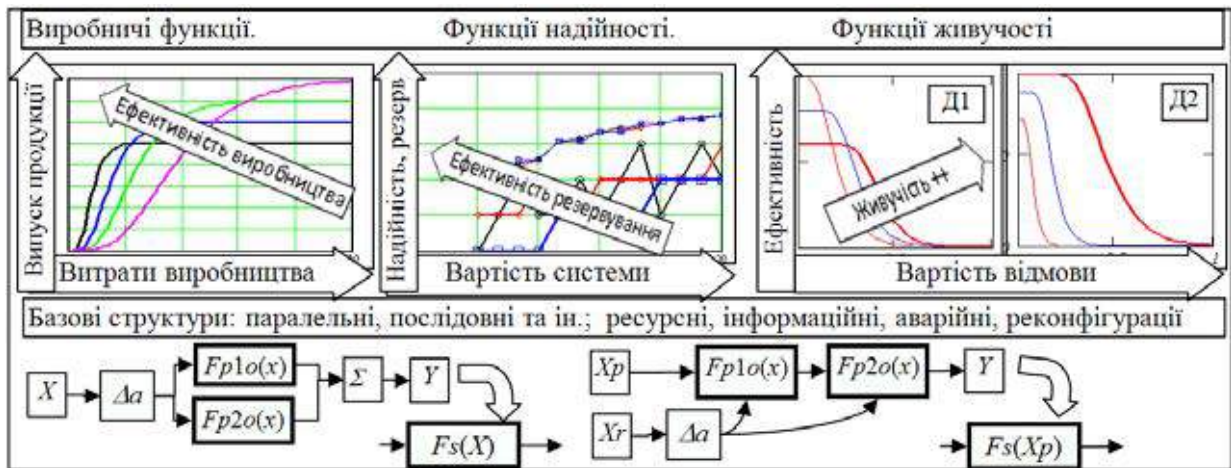 Виробничі функції. Функції надійності. Функції живучості
Випуск продукції
Ефективність виробництва
Витрати виробництва
Надійність, резерв
Ефективність резервування
Вартість системи
Ефективність
Д1
Д2
Живучість ++
Вартість відмови
Базові структури: паралельні, послідовні та ін.; ресурсні, інформаційні, аварійні, реконфігурації
X
Δa
Fp1o(x)
Fp2o(x)
Σ
Y
Fs(X)
Xp
Fp1o(x)
Fp2o(x)
Y
Xr
Δa
Fs(Xp)